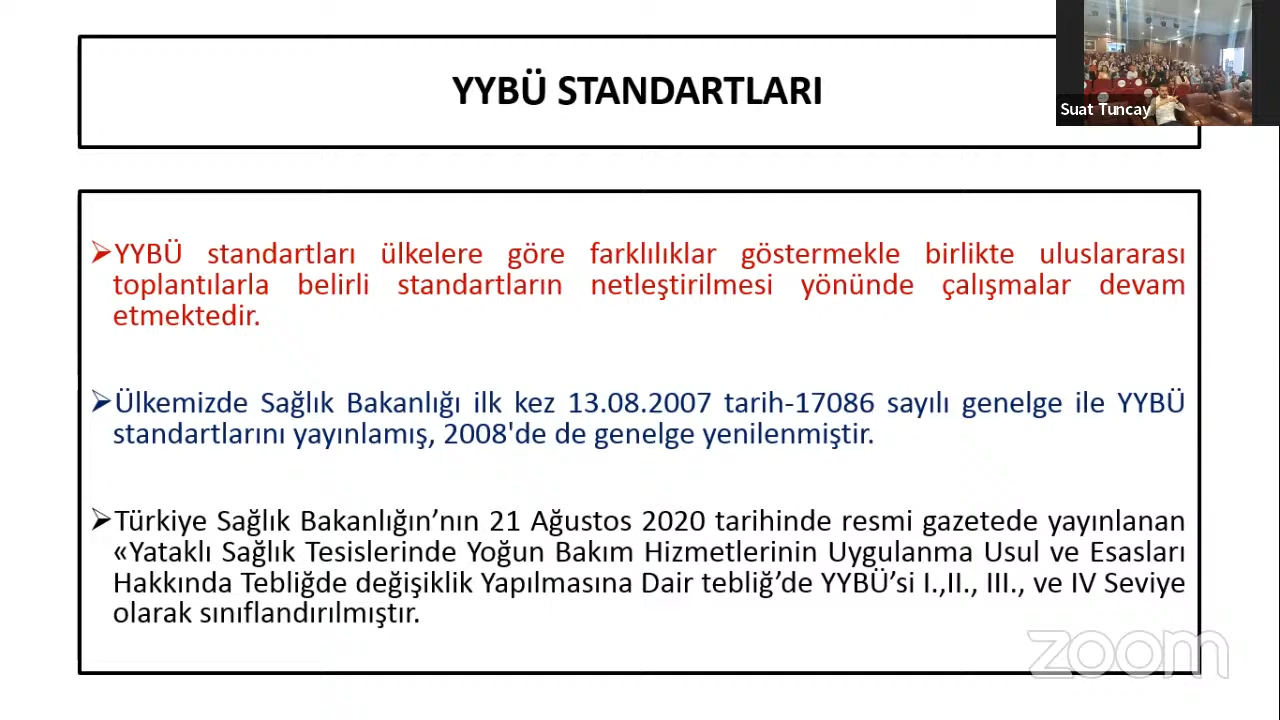 YYBÜ STANDARTLARI
Suat Tuncay
➢YYBÜ standartları ülkelere göre farklılıklar göstermekle birlikte uluslararası
toplantılarla belirli standartların netleştirilmesi yönünde çalışmalar devam
etmektedir.
➢Ülkemizde Sağlık Bakanlığı ilk kez 13.08.2007 tarih-17086 sayılı genelge ile YYBÜ
standartlarını yayınlamış, 2008'de de genelge yenilenmiştir.
➢Türkiye Sağlık Bakanlığın’nın 21 Ağustos 2020 tarihinde resmi gazetede yayınlanan
«Yataklı Sağlık Tesislerinde Yoğun Bakım Hizmetlerinin Uygulanma Usul ve Esasları
Hakkında Tebliğde değişiklik Yapılmasına Dair tebliğ’de YYBÜ’si I.,II., III., ve IV Seviye
olarak sınıflandırılmıştır.
zoom